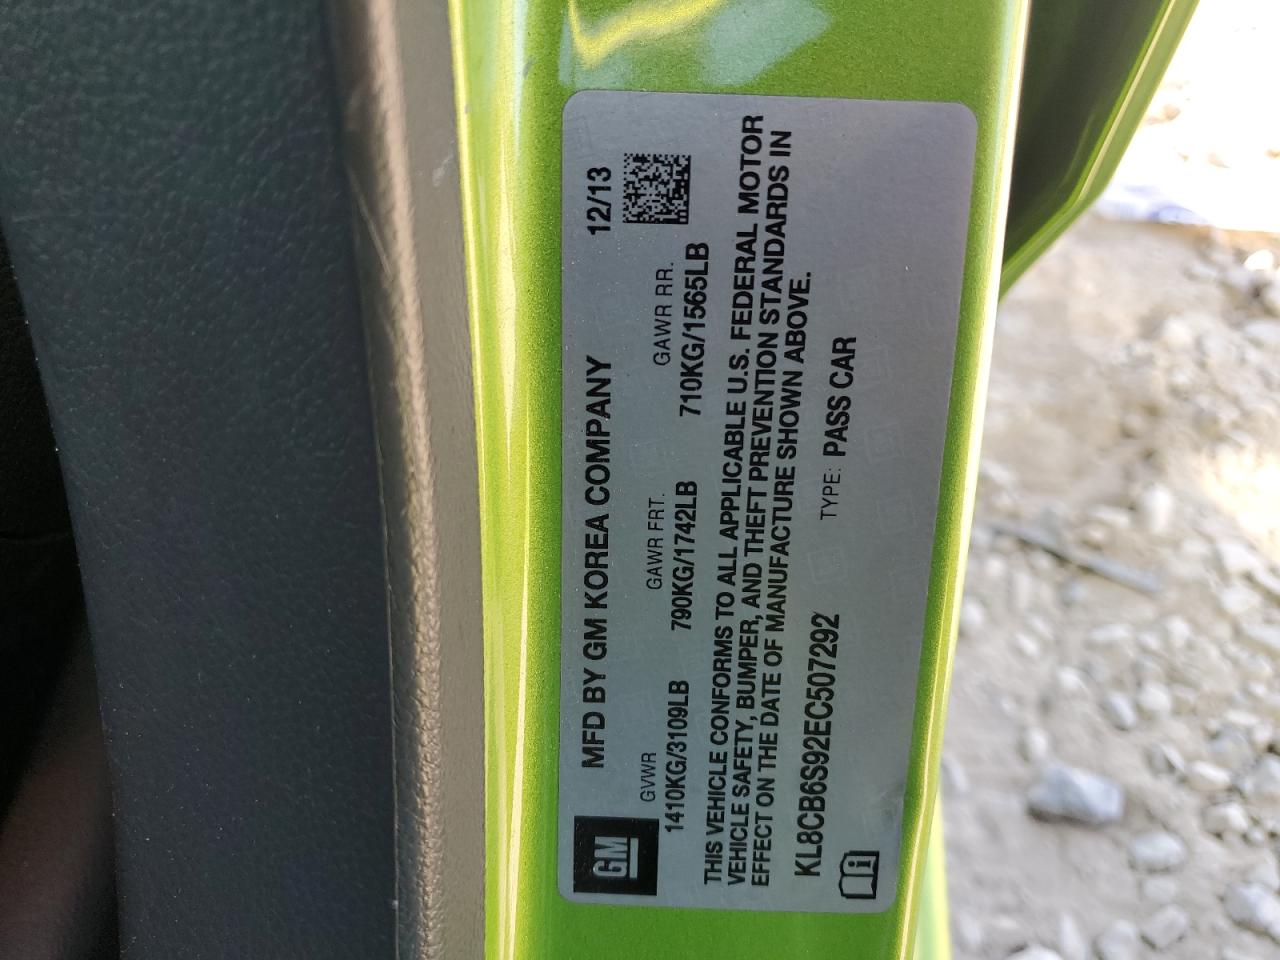 GM
MFD BY GM KOREA COMPANY 12/13
GVWR GAWR FRT. GAWR RR.
1410KG/3109LB 790KG/1742LB 710KG/1565LB
THIS VEHICLE CONFORMS TO ALL APPLICABLE U.S. FEDERAL MOTOR
VEHICLE SAFETY, BUMPER, AND THEFT PREVENTION STANDARDS IN
EFFECT ON THE DATE OF MANUFACTURE SHOWN ABOVE.
KL8CB6S92EC507292 TYPE: PASS CAR